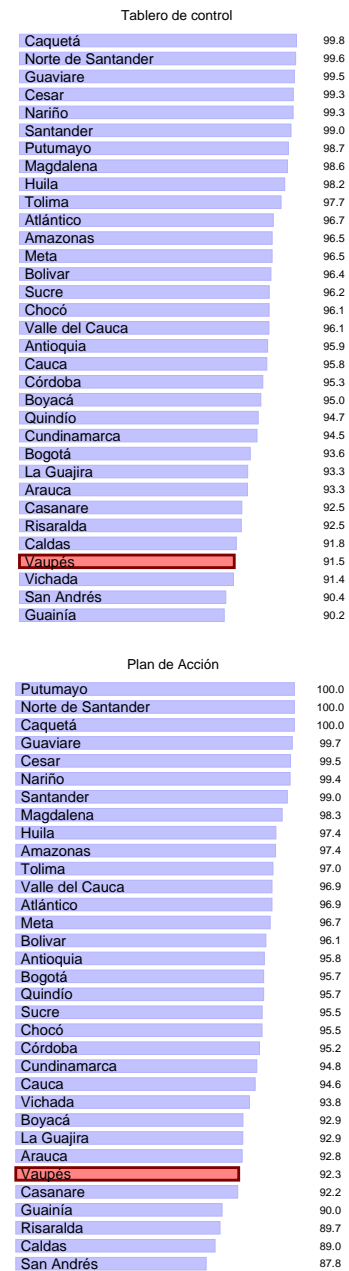 Tablero de control
Caquetá 99.8
Norte de Santander 99.6
Guaviare 99.5
Cesar 99.3
Nariño 99.3
Santander 99.0
Putumayo 98.7
Magdalena 98.6
Huila 98.2
Tolima 97.7
Atlántico 96.7
Amazonas 96.5
Meta 96.5
Bolivar 96.4
Sucre 96.2
Chocó 96.1
Valle del Cauca 96.1
Antioquia 95.9
Cauca 95.8
Córdoba 95.3
Boyacá 95.0
Quindío 94.7
Cundinamarca 94.5
Bogotá 93.6
La Guajira 93.3
Arauca 93.3
Casanare 92.5
Risaralda 92.5
Caldas 91.8
Vaupés 91.5
Vichada 91.4
San Andrés 90.4
Guainía 90.2
Plan de Acción
Putumayo 100.0
Norte de Santander 100.0
Caquetá 100.0
Guaviare 99.7
Cesar 99.5
Nariño 99.4
Santander 99.0
Magdalena 98.3
Huila 97.4
Amazonas 97.4
Tolima 97.0
Valle del Cauca 96.9
Atlántico 96.9
Meta 96.7
Bolivar 96.1
Antioquia 95.8
Bogotá 95.7
Quindío 95.7
Sucre 95.5
Chocó 95.5
Córdoba 95.2
Cundinamarca 94.8
Cauca 94.6
Vichada 93.8
Boyacá 92.9
La Guajira 92.9
Arauca 92.8
Vaupés 92.3
Casanare 92.2
Guainía 90.0
Risaralda 89.7
Caldas 89.0
San Andrés 87.8